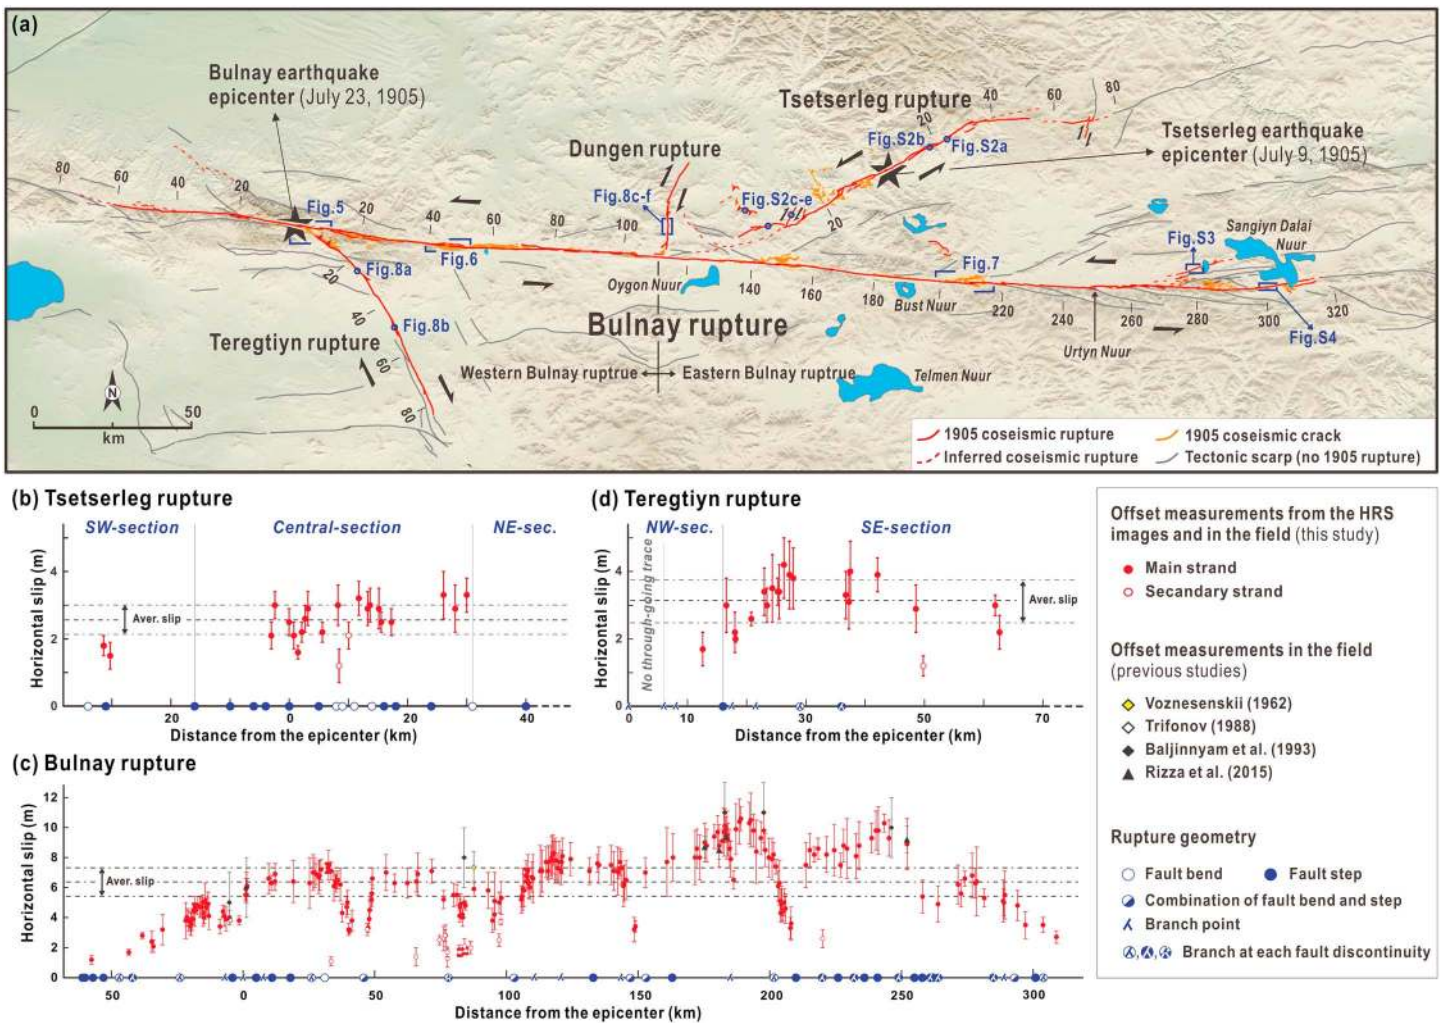 (a)
Bulnay earthquake
epicenter (July 23, 1905)
Tsetserleg rupture
40
60
80
20
Fig.S2b
Fig.S2a
Tsetserleg earthquake
epicenter (July 9, 1905)
Dungen rupture
80
60
40
20
Fig.5
20
40
60
80
100
Fig.8c-f
Fig.S2c-e
20
Sangiyn Dalai
Nuur
Fig.S3
Fig.6
Fig.7
20
Fig.8a
Oygon Nuur
140
160
180
Bust Nuur
220
260
280
300
320
40
Fig.8b
Bulnay rupture
Urtyn Nuur
Fig.S4
Teregtiyn rupture
60
Western Bulnay ruptrue
Eastern Bulnay ruptrue
Telmen Nuur
80
N
0
50
km
1905 coseismic rupture
1905 coseismic crack
Inferred coseismic rupture
Tectonic scarp (no 1905 rupture)
(b) Tsetserleg rupture
SW-section
Central-section
NE-sec.
Horizontal slip (m)
4
2
0
Aver. slip
20
0
20
40
Distance from the epicenter (km)
(d) Teregtiyn rupture
NW-sec.
SE-section
Horizontal slip (m)
4
2
0
No through-going trace
Aver. slip
10
30
50
70
Distance from the epicenter (km)
(c) Bulnay rupture
Horizontal slip (m)
12
10
8
6
4
2
0
Aver. slip
50
0
50
100
150
200
250
300
Distance from the epicenter (km)
Offset measurements from the HRS
images and in the field (this study)
Main strand
Secandary strand
Offset measurements in the field
(previous studies)
Voznesenskii (1962)
Trifonov (1988)
Baljinnyam et al. (1993)
Rizza et al. (2015)
Rupture geometry
Fault bend
Fault step
Combination of fault bend and step
Branch point
Branch at each fault discontinuity